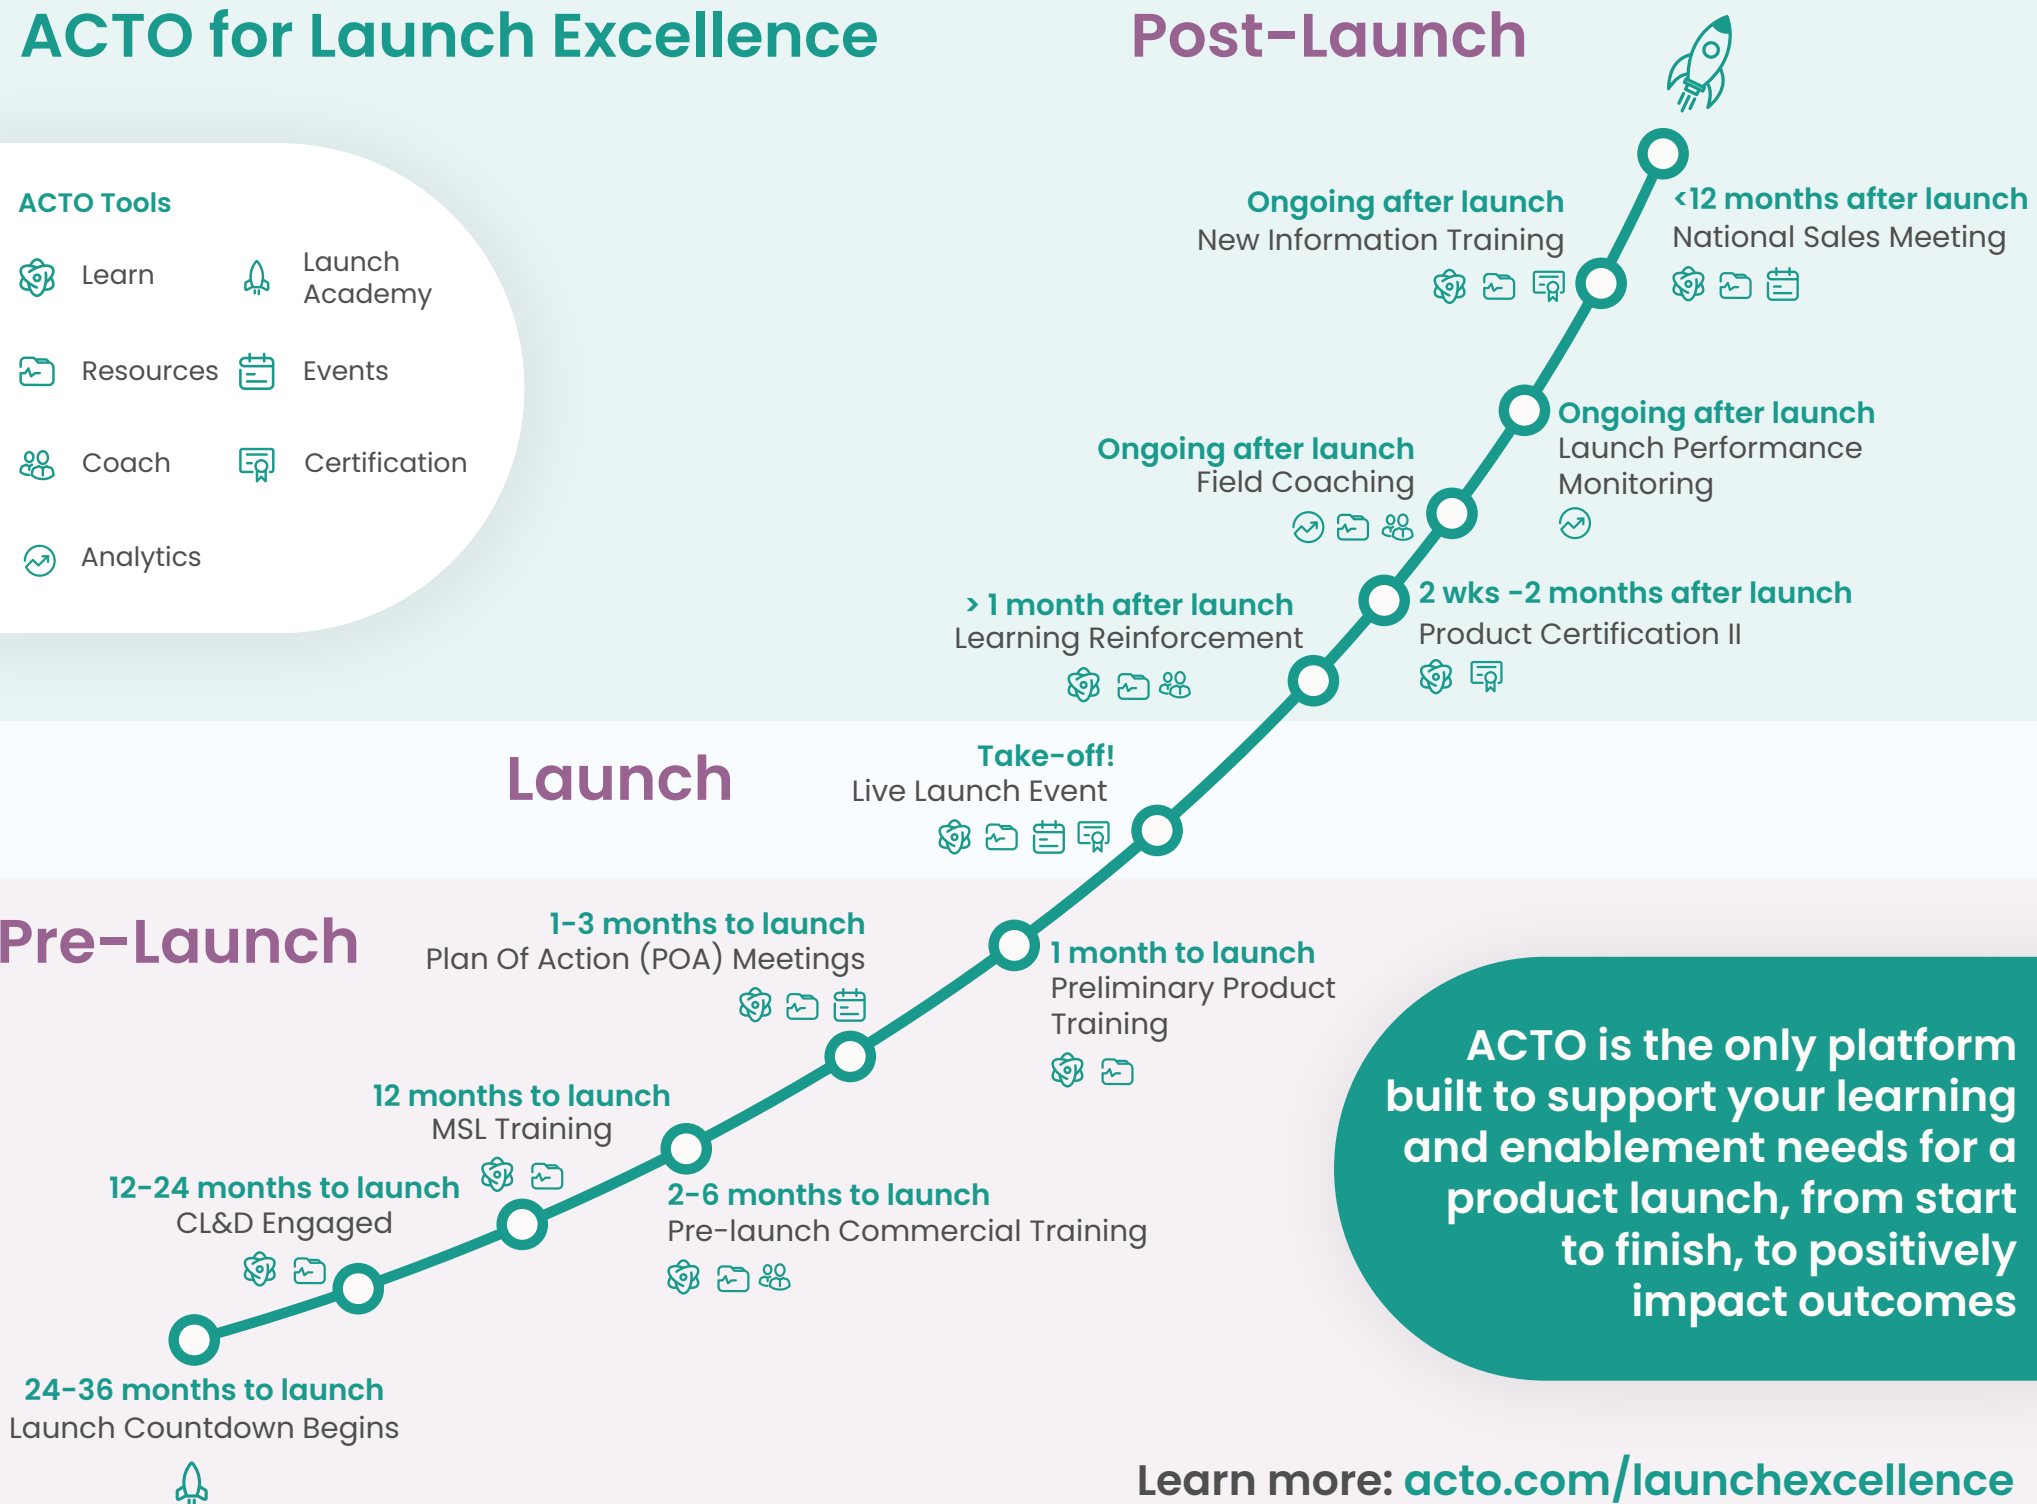 ACTO for Launch Excellence
Post-Launch
ACTO Tools
Learn
Launch
Academy
Resources
Events
Coach
Certification
Analytics
Ongoing after launch
New Information Training
<12 months after launch
National Sales Meeting
Ongoing after launch
Launch Performance
Monitoring
Ongoing after launch
Field Coaching
2 wks -2 months after launch
Product Certification II
> 1 month after launch
Learning Reinforcement
Launch
Take-off!
Live Launch Event
Pre-Launch
1-3 months to launch
Plan Of Action (POA) Meetings
1 month to launch
Preliminary Product
Training
12 months to launch
MSL Training
2-6 months to launch
Pre-launch Commercial Training
12-24 months to launch
CL&D Engaged
24-36 months to launch
Launch Countdown Begins
ACTO is the only platform
built to support your learning
and enablement needs for a
product launch, from start
to finish, to positively
impact outcomes
Learn more: acto.com/launchexcellence